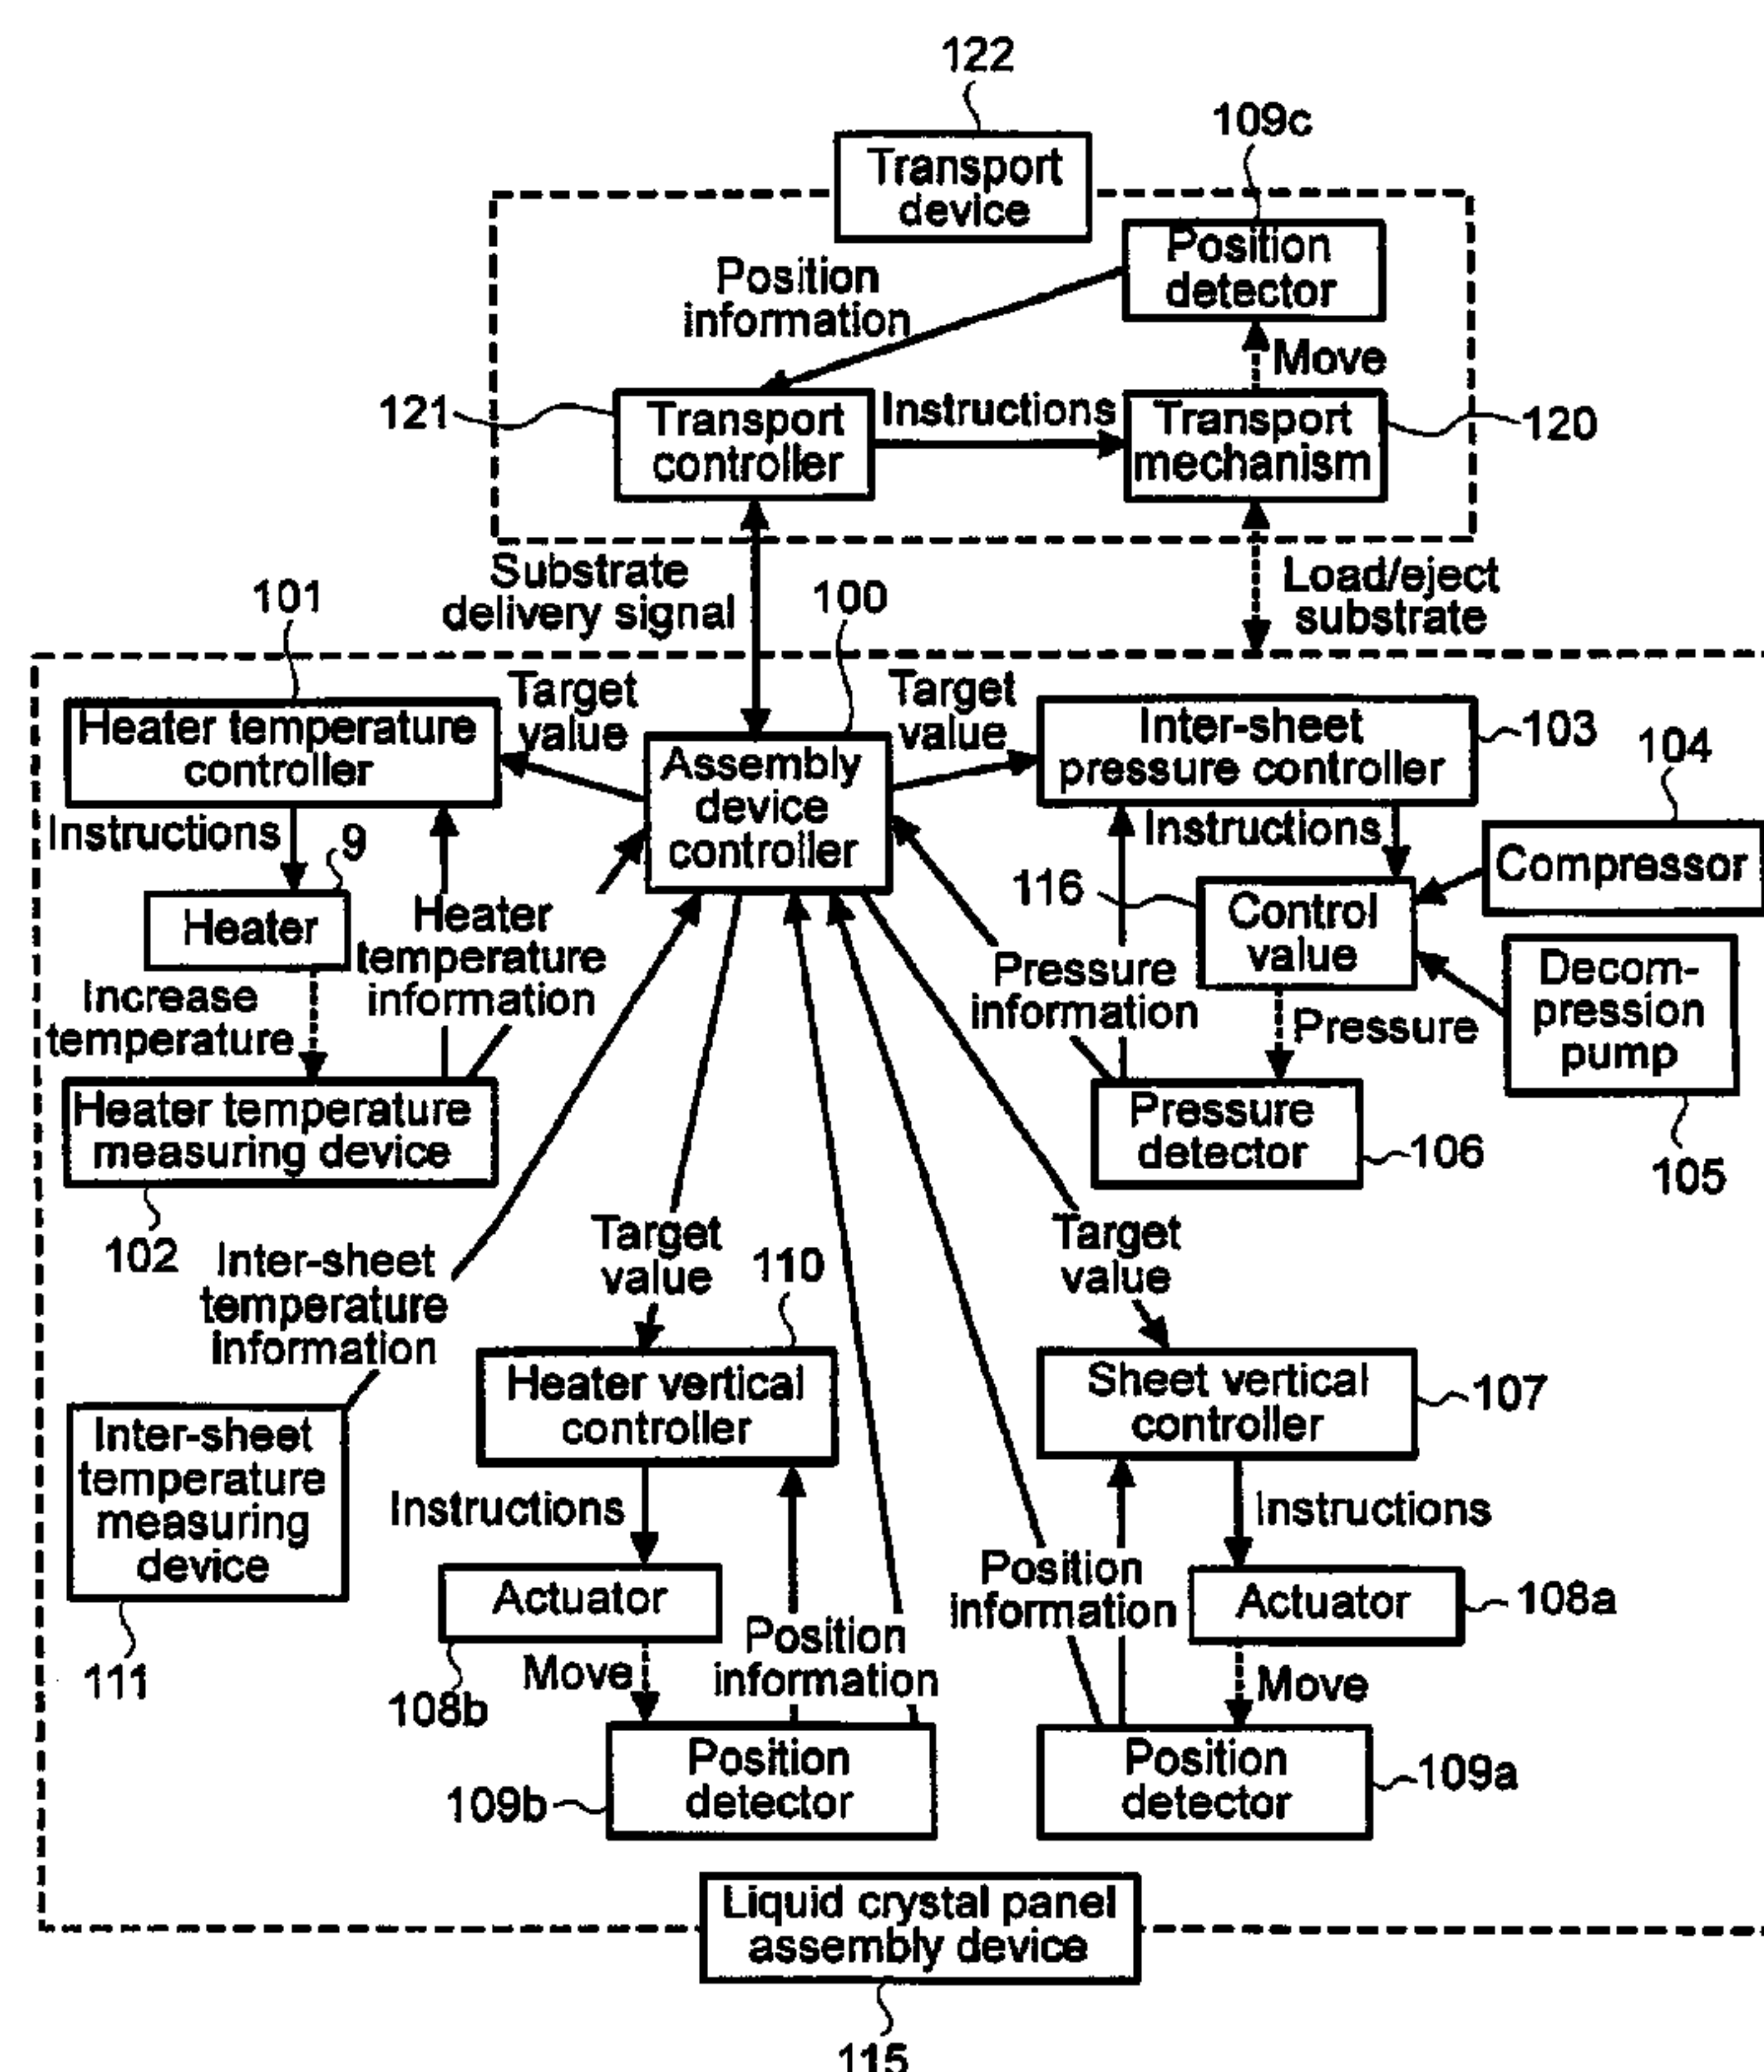 122
109c
Transport
device
Position
detector
Position
information
Move
121
Transport
controller
Instructions
Transport
mechanism
120
Substrate
delivery signal
Load/eject
substrate
101
100
Heater temperature
controller
Target
value
Assembly
device
controller
Target
value
Inter-sheet
pressure controller
103
104
Instructions
9
Heater
Heater
temperature
information
Instructions
116
Control
value
Compressor
Increase
temperature
Pressure
information
Pressure
Decom-
pression
pump
105
Heater temperature
measuring device
102
Pressure
detector
106
Inter-sheet
temperature
information
Target
value
110
Target
value
Inter-sheet
temperature
measuring
device
111
Heater vertical
controller
Sheet vertical
controller
107
Instructions
Instructions
Actuator
108b
Move
Position
information
Position
information
Actuator
108a
Move
109b
Position
detector
Position
detector
109a
Liquid crystal panel
assembly device
115